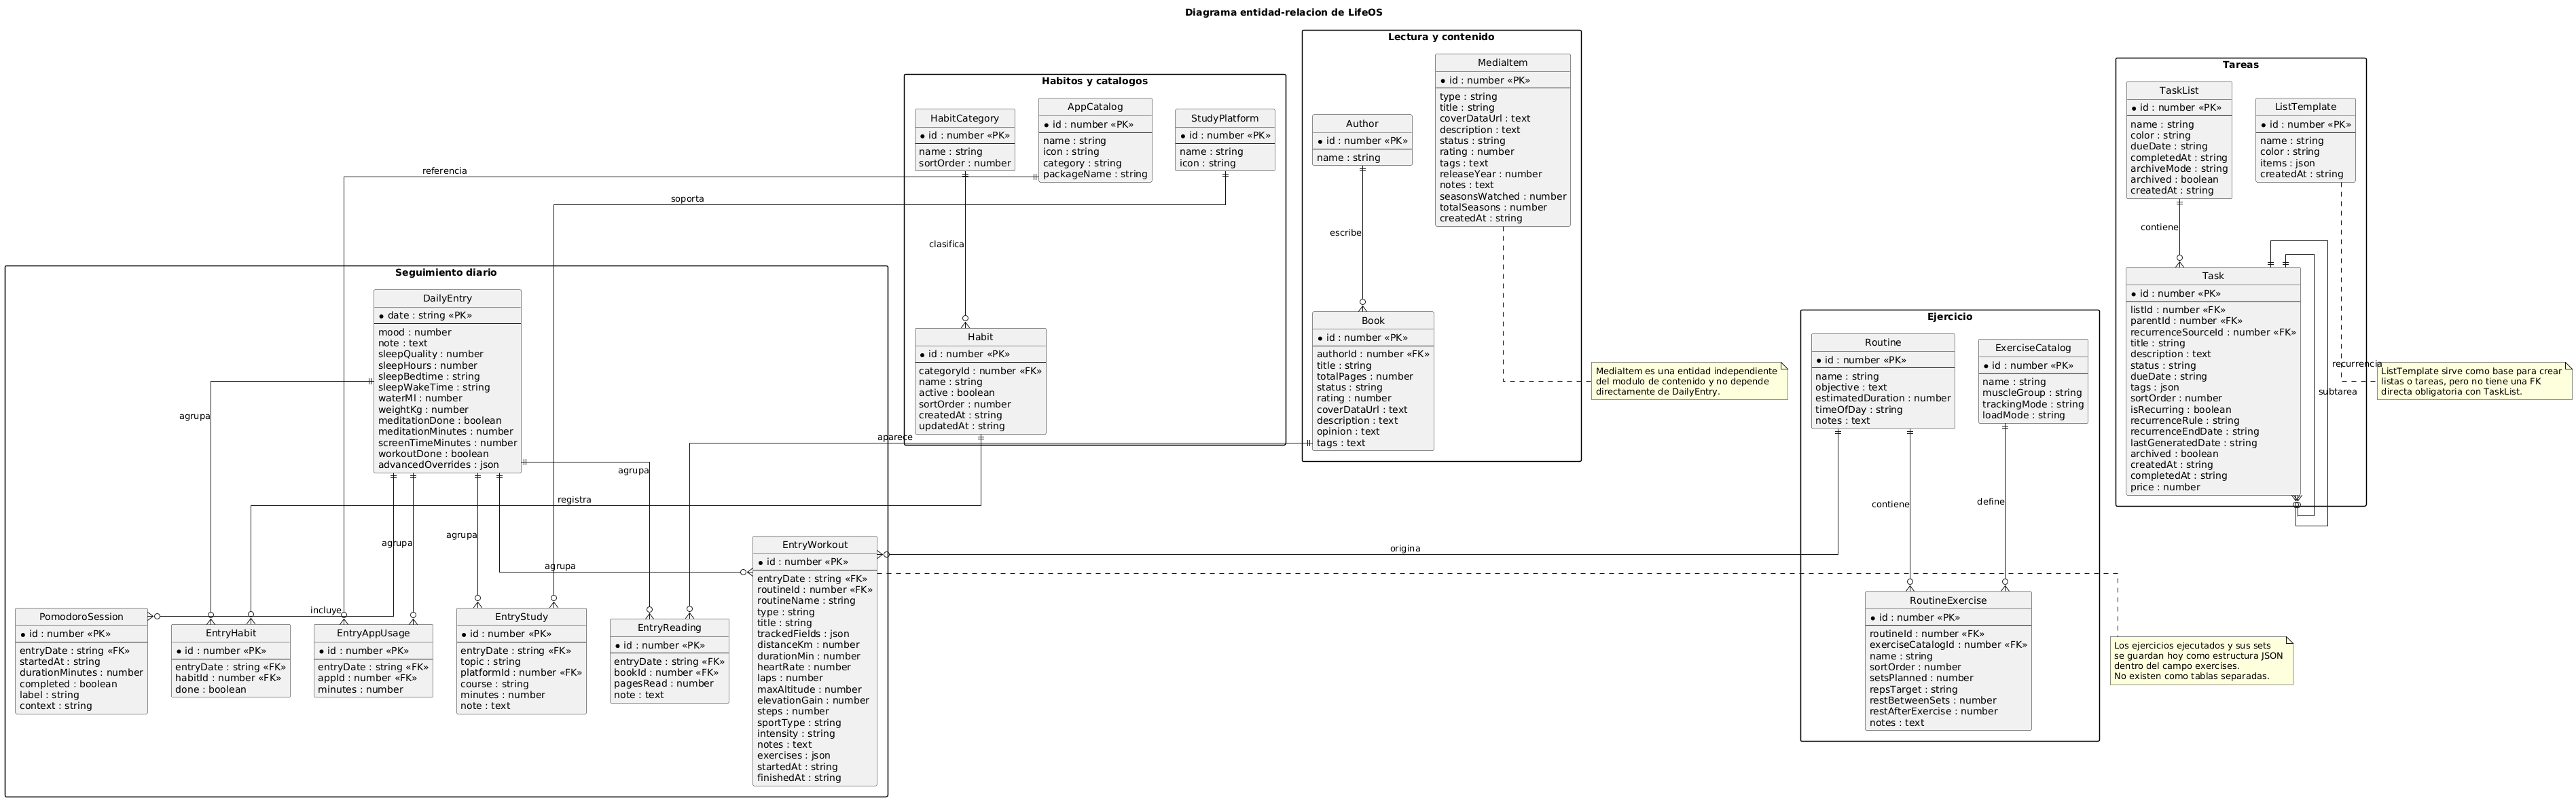 Diagrama entidad-relacion de LifeOS
Habitos y catalogos
HabitCategory
id : number «PK»
name : string
sortOrder : number
AppCatalog
id : number «PK»
name : string
icon : string
category : string
packageName : string
StudyPlatform
id : number «PK»
name : string
icon : string
referencia
soporta
clasifica
Habit
id : number «PK»
categoryId : number «FK»
name : string
active : boolean
sortOrder : number
createdAt : string
updatedAt : string
Lectura y contenido
MediaItem
id : number «PK»
type : string
title : string
coverDataUrl : text
description : text
status : string
rating : number
tags : text
releaseYear : number
notes : text
seasonsWatched : number
totalSeasons : number
createdAt : string
Author
id : number «PK»
name : string
escribe
Book
id : number «PK»
authorId : number «FK»
title : string
totalPages : number
status : string
rating : number
coverDataUrl : text
description : text
opinion : text
tags : text
aparece
MediaItem es una entidad independiente
del modulo de contenido y no depende
directamente de DailyEntry.
Tareas
TaskList
id : number «PK»
name : string
color : string
dueDate : string
completedAt : string
archiveMode : string
archived : boolean
createdAt : string
ListTemplate
id : number «PK»
name : string
color : string
items : json
createdAt : string
contiene
Task
id : number «PK»
listId : number «FK»
parentId : number «FK»
recurrenceSourceId : number «FK»
title : string
description : text
status : string
dueDate : string
tags : json
sortOrder : number
isRecurring : boolean
recurrenceRule : string
recurrenceEndDate : string
lastGeneratedDate : string
archived : boolean
createdAt : string
completedAt : string
price : number
recurrencia
subtarea
ListTemplate sirve como base para crear
listas o tareas, pero no tiene una FK
directa obligatoria con TaskList.
Ejercicio
Routine
id : number «PK»
name : string
objective : text
estimatedDuration : number
timeOfDay : string
notes : text
ExerciseCatalog
id : number «PK»
name : string
muscleGroup : string
trackingMode : string
loadMode : string
contiene
define
origina
RoutineExercise
id : number «PK»
routineId : number «FK»
exerciseCatalogId : number «FK»
name : string
sortOrder : number
setsPlanned : number
repsTarget : string
restBetweenSets : number
restAfterExercise : number
notes : text
Los ejercicios ejecutados y sus sets
se guardan hoy como estructura JSON
dentro del campo exercises.
No existen como tablas separadas.
Seguimiento diario
DailyEntry
date : string «PK»
mood : number
note : text
sleepQuality : number
sleepHours : number
sleepBedtime : string
sleepWakeTime : string
waterMl : number
weightKg : number
meditationDone : boolean
meditationMinutes : number
screenTimeMinutes : number
workoutDone : boolean
advancedOverrides : json
agrupa
agrupa
registra
agrupa
agrupa
agrupa
incluye
PomodoroSession
id : number «PK»
entryDate : string «FK»
startedAt : string
durationMinutes : number
completed : boolean
label : string
context : string
EntryHabit
id : number «PK»
entryDate : string «FK»
habitId : number «FK»
done : boolean
EntryAppUsage
id : number «PK»
entryDate : string «FK»
appId : number «FK»
minutes : number
EntryStudy
id : number «PK»
entryDate : string «FK»
topic : string
platformId : number «FK»
course : string
minutes : number
note : text
EntryReading
id : number «PK»
entryDate : string «FK»
bookId : number «FK»
pagesRead : number
note : text
EntryWorkout
id : number «PK»
entryDate : string «FK»
routineId : number «FK»
routineName : string
type : string
title : string
trackedFields : json
distanceKm : number
durationMin : number
heartRate : number
laps : number
maxAltitude : number
elevationGain : number
steps : number
sportType : string
intensity : string
notes : text
exercises : json
startedAt : string
finishedAt : string